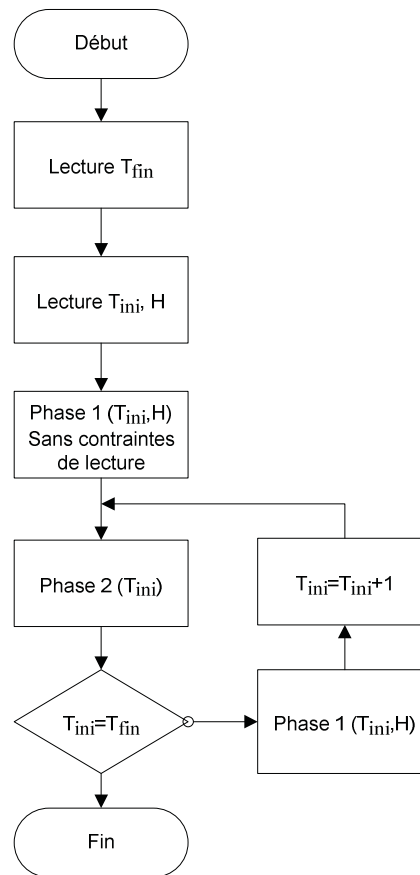 Début
Lecture Tfin
Lecture Tini, H
Phase 1 (Tini,H)
Sans contraintes
de lecture
Phase 2 (Tini)
Tini=Tini+1
Tini=Tfin
Phase 1 (Tini,H)
Fin